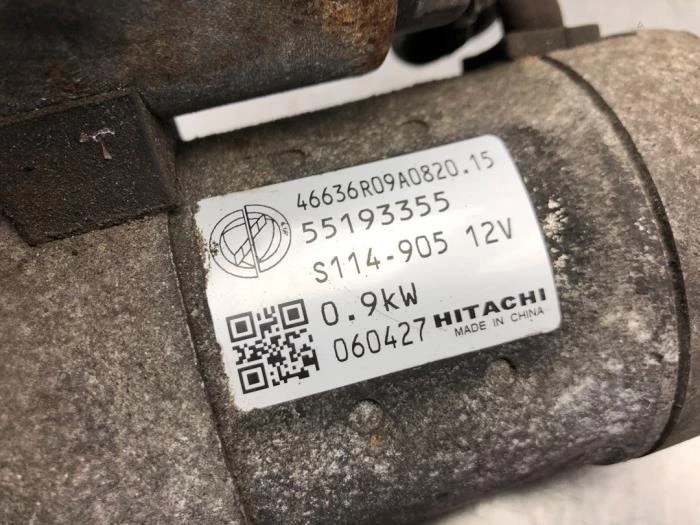 46636R09A0820.15
55193355
S114-905 12V
0.9kW
060427 HITACHI
MADE IN CHINA